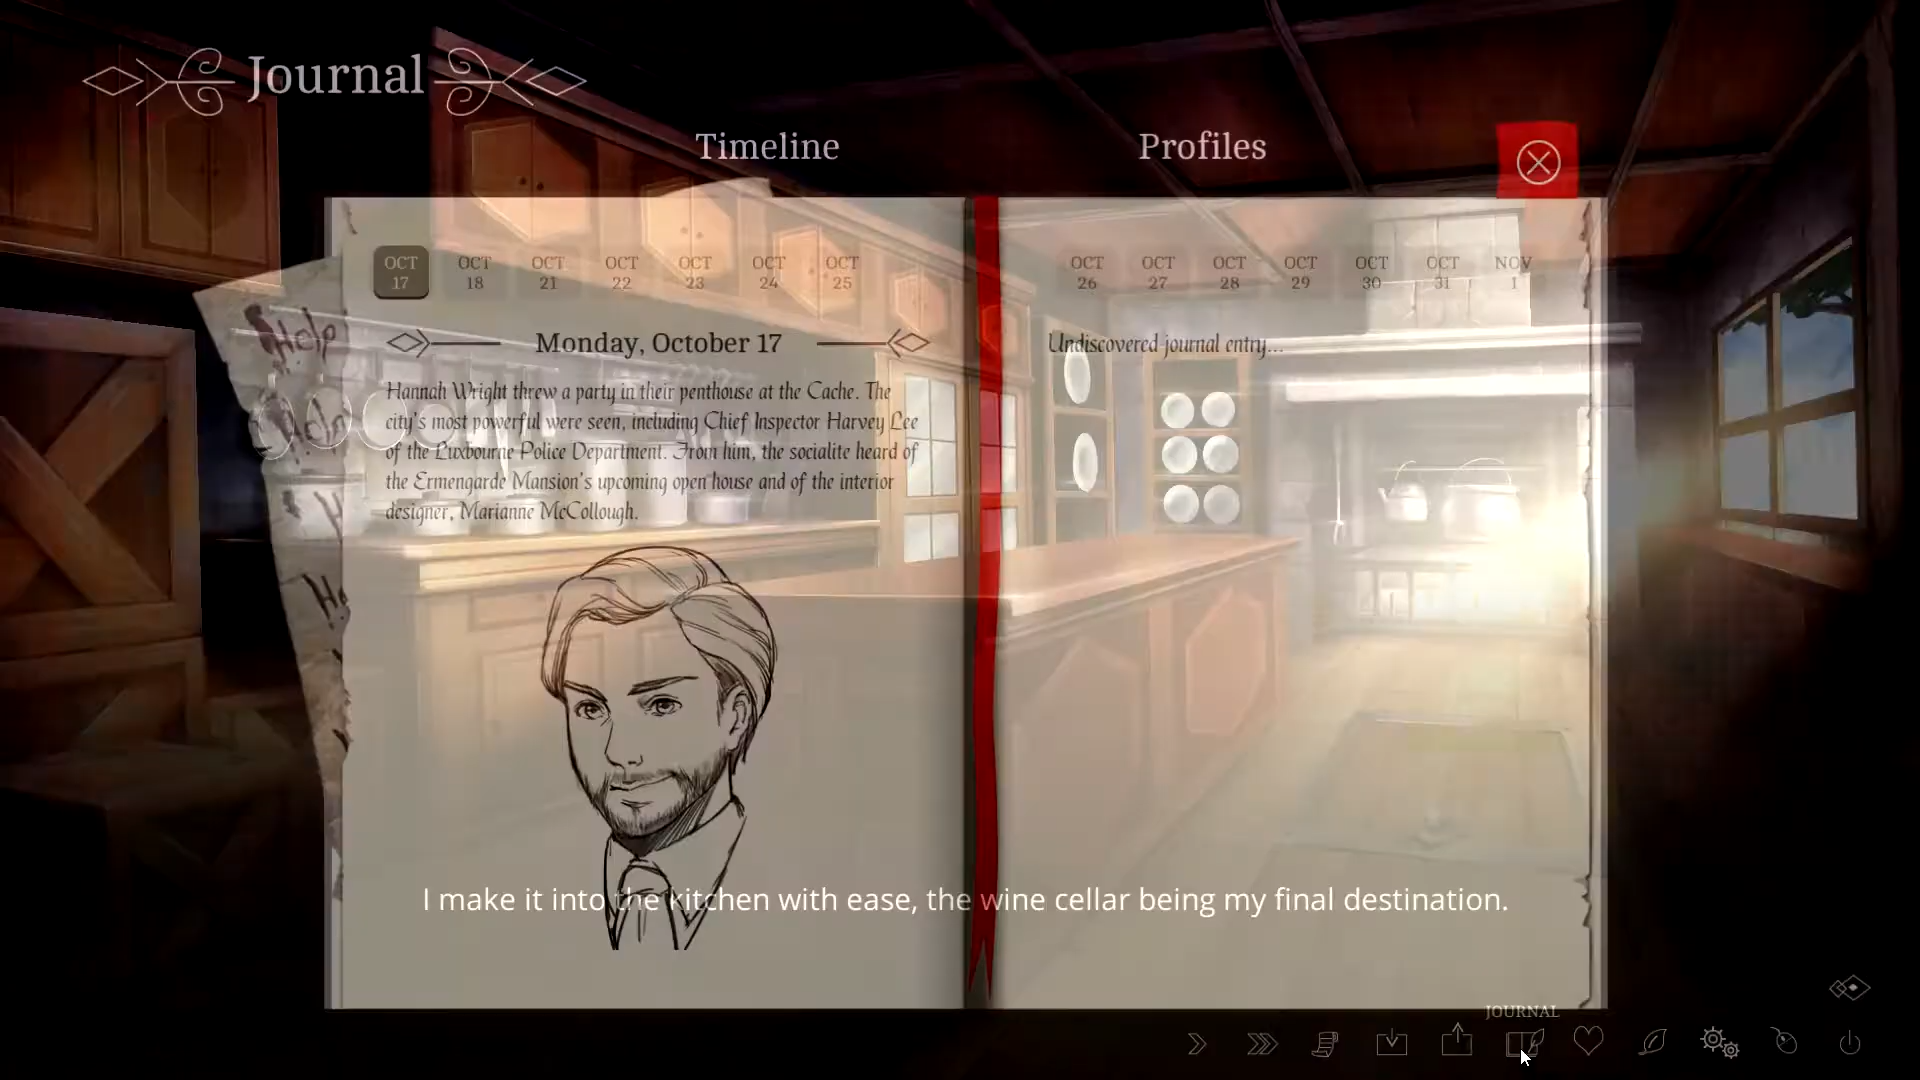 Journal
Timeline
Profiles
OCT 17
OCT 18
OCT 21
OCT 22
OCT 23
OCT 24
OCT 25
OCT 26
OCT 27
OCT 28
OCT 29
OCT 30
OCT 31
NOV 1
Help
Monday, October 17
Hannah Wright threw a party in their penthouse at the Cache. The
city's most powerful were seen, including Chief Inspector Harvey Lee
of the Luxbourne Police Department. From him, the socialite heard of
the Ermengarde Mansion's upcoming open house and of the interior
designer, Marianne McCollough.
Undiscovered journal entry...
I make it into the kitchen with ease, the wine cellar being my final destination.
JOURNAL